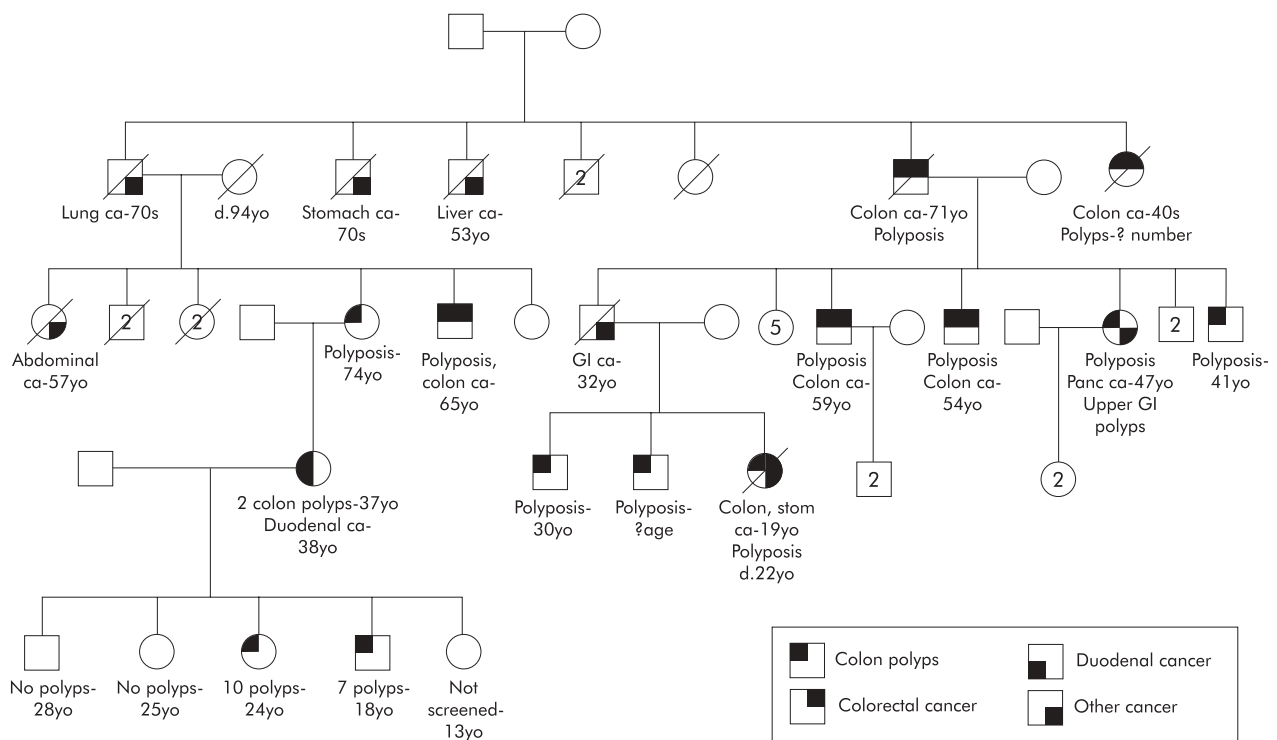 2
Lung ca-70s
d.94yo
Stomach ca-
70s
Liver ca-
53yo
Colon ca-71yo
Polyposis
Colon ca-40s
Polyps-? number
2
2
5
2
Abdominal
ca-57yo
Polyposis-
74yo
Polyposis,
colon ca-
65yo
GI ca-
32yo
Polyposis
Colon ca-
59yo
Polyposis
Colon ca-
54yo
Polyposis
Panc ca-47yo
Upper GI
polyps
Polyposis-
41yo
2
2
2 colon polyps-37yo
Duodenal ca-
38yo
Polyposis-
30yo
Polyposis-
?age
Colon, stom
ca-19yo
Polyposis
d.22yo
No polyps-
28yo
No polyps-
25yo
10 polyps-
24yo
7 polyps-
18yo
Not
screened-
13yo
Colon polyps
Duodenal cancer
Colorectal cancer
Other cancer